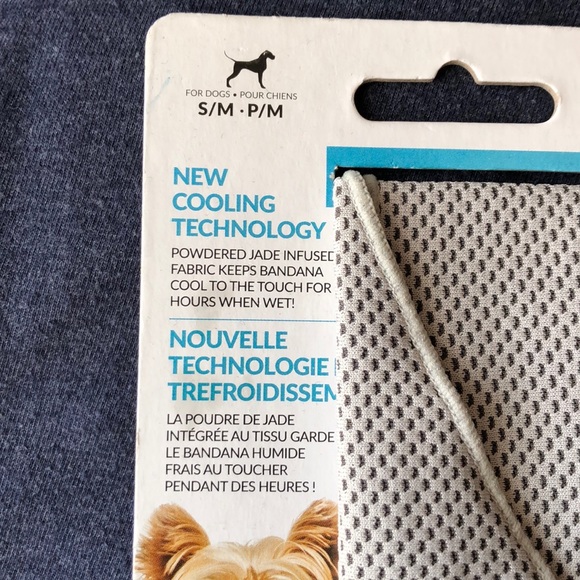 FOR DOGS • POUR CHIENS
S/M • P/M
NEW
COOLING
TECHNOLOGY
POWDERED JADE INFUSED
FABRIC KEEPS BANDANA
COOL TO THE TOUCH FOR
HOURS WHEN WET!
NOUVELLE
TECHNOLOGIE
TREFROIDISSEM
LA POUDRE DE JADE
INTÉGRÉE AU TISSU GARDE
LE BANDANA HUMIDE
FRAIS AU TOUCHER
PENDANT DES HEURES !